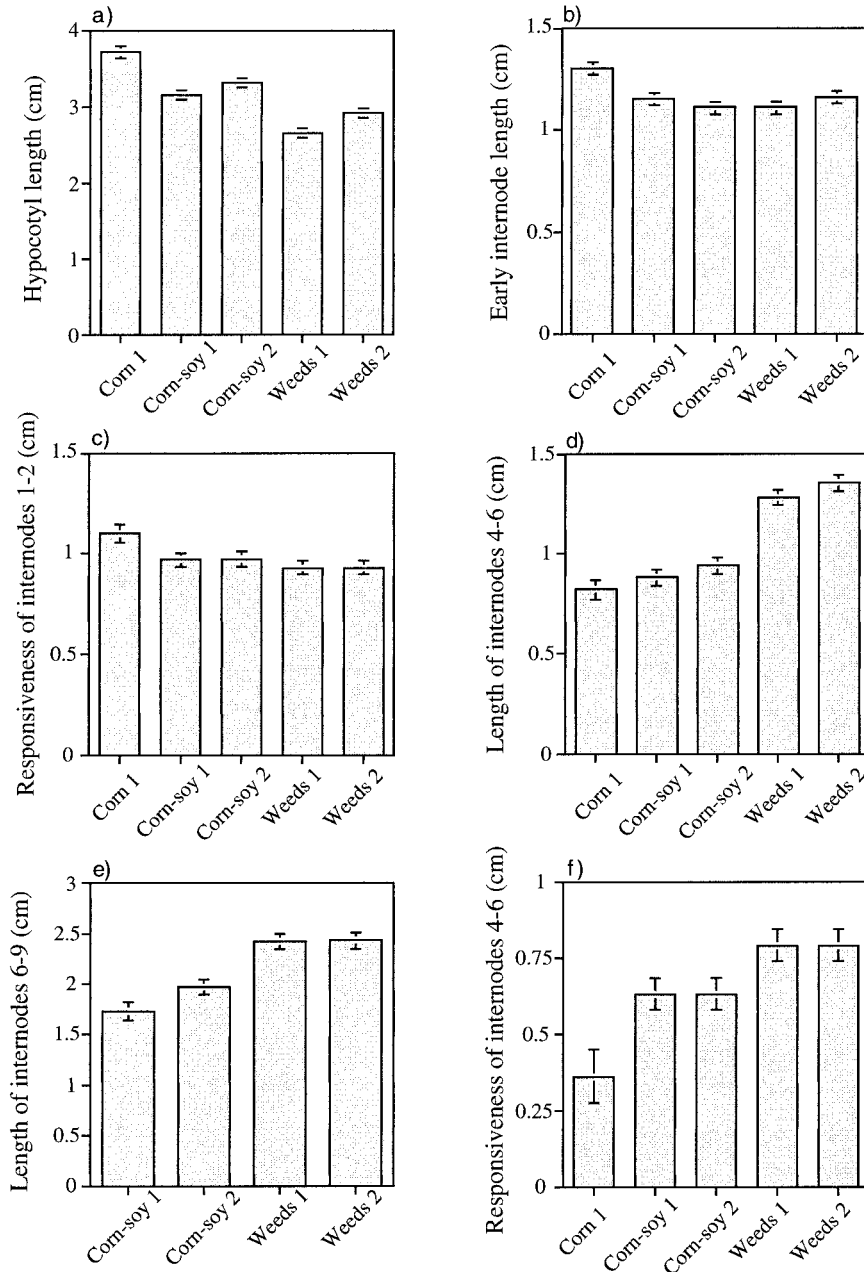 a)
Hypocotyl length (cm)
4
3
2
1
0
Corn 1
Corn-soy 1
Corn-soy 2
Weeds 1
Weeds 2
b)
Early internode length (cm)
1.5
1
0.5
0
Corn 1
Corn-soy 1
Corn-soy 2
Weeds 1
Weeds 2
c)
Responsiveness of internodes 1-2 (cm)
1.5
1
0.5
0
Corn 1
Corn-soy 1
Corn-soy 2
Weeds 1
Weeds 2
d)
Length of internodes 4-6 (cm)
1.5
1
0.5
0
Corn 1
Corn-soy 1
Corn-soy 2
Weeds 1
Weeds 2
e)
Length of internodes 6-9 (cm)
3
2.5
2
1.5
1
0.5
0
Corn-soy 1
Corn-soy 2
Weeds 1
Weeds 2
f)
Responsiveness of internodes 4-6 (cm)
1
0.75
0.5
0.25
0
Corn 1
Corn-soy 1
Corn-soy 2
Weeds 1
Weeds 2